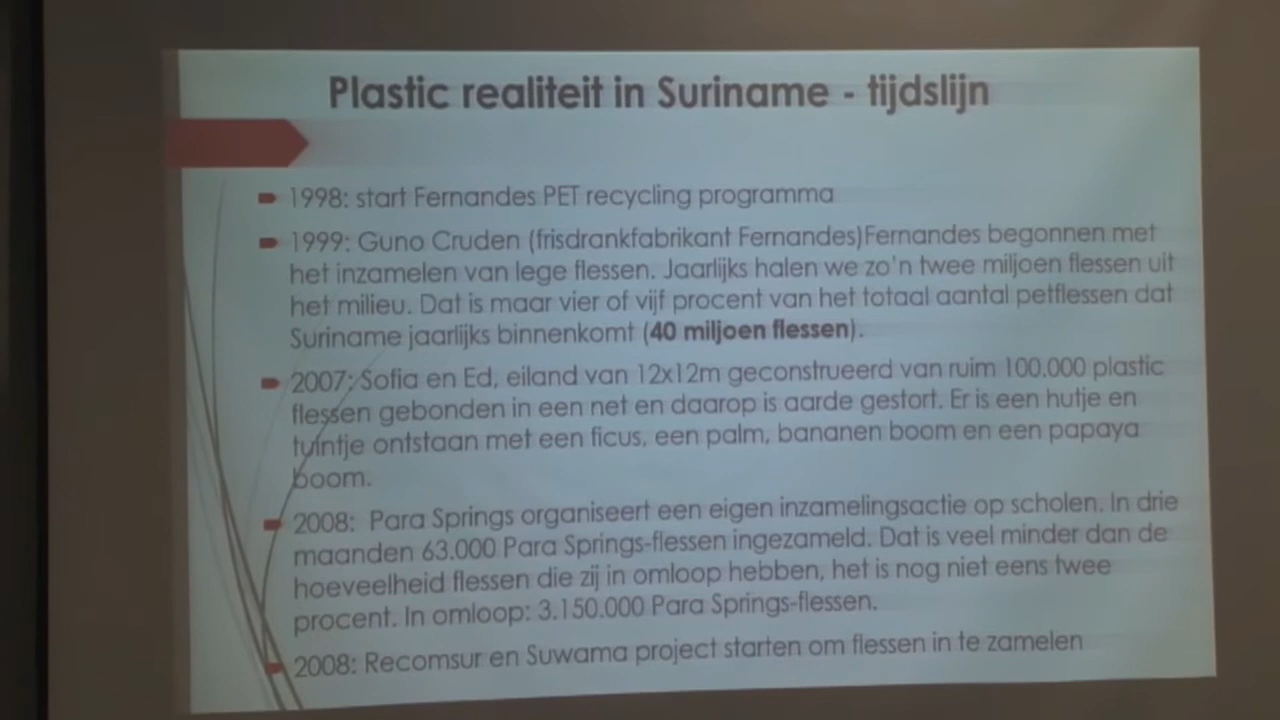 Plastic realiteit in Suriname - tijdslijn
1998: start Fernandes PET recycling programma
1999: Guno Cruden (frisdrankfabrikant Fernandes)Fernandes begonnen met
het inzamelen van lege flessen. Jaarlijks halen we zo'n twee miljoen flessen uit
het milieu. Dat is maar vier of vijf procent van het totaal aantal petflessen dat
Suriname jaarlijks binnenkomt (40 miljoen flessen).
2007: Sofia en Ed, eiland van 12x12m geconstrueerd van ruim 100.000 plastic
flessen gebonden in een net en daarop is aarde gestort. Er is een hutje en
tuintje ontstaan met een ficus, een palm, bananen boom en een papaya
boom.
2008: Para Springs organiseert een eigen inzamelingsactie op scholen. In drie
maanden 63.000 Para Springs-flessen ingezameld. Dat is veel minder dan de
hoeveelheid flessen die zij in omloop hebben, het is nog niet eens twee
procent. In omloop: 3.150.000 Para Springs-flessen.
2008: Recomsur en Suwama project starten om flessen in te zamelen